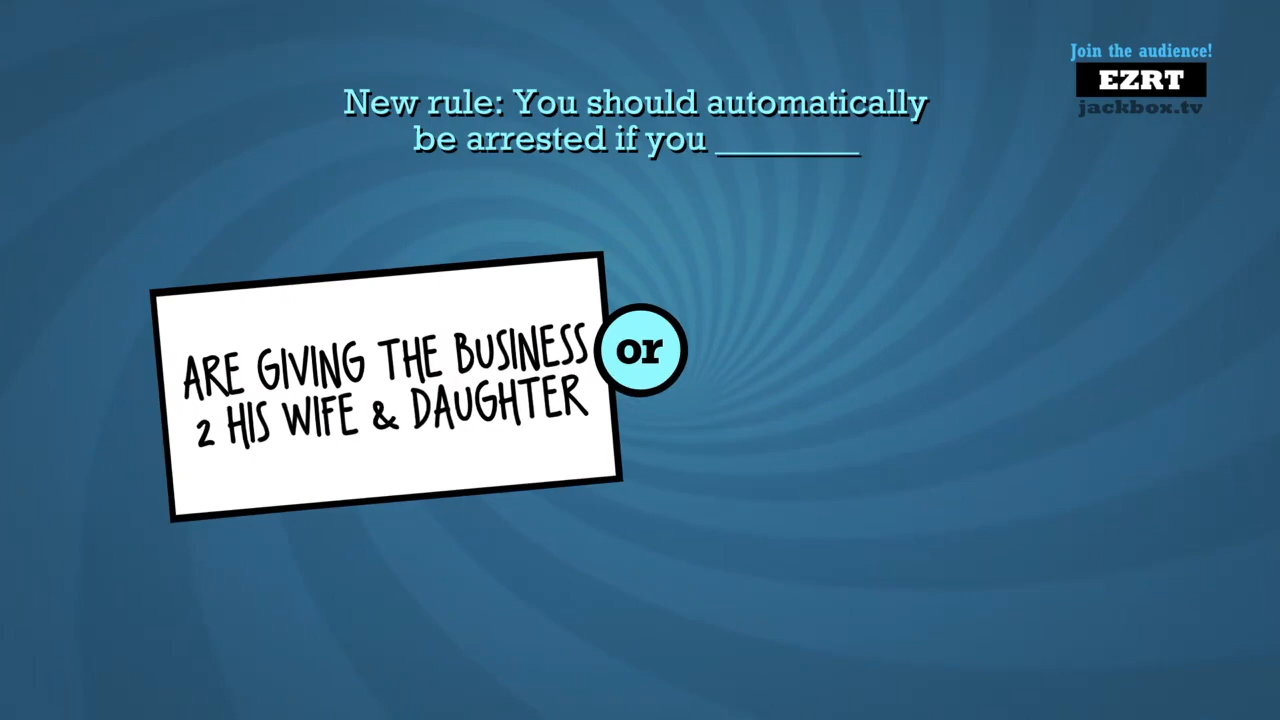 Join the audience!
EZRT
jackbox.tv
New rule: You should automatically
be arrested if you _________
ARE GIVING THE BUSINESS
2 HIS WIFE & DAUGHTER
or